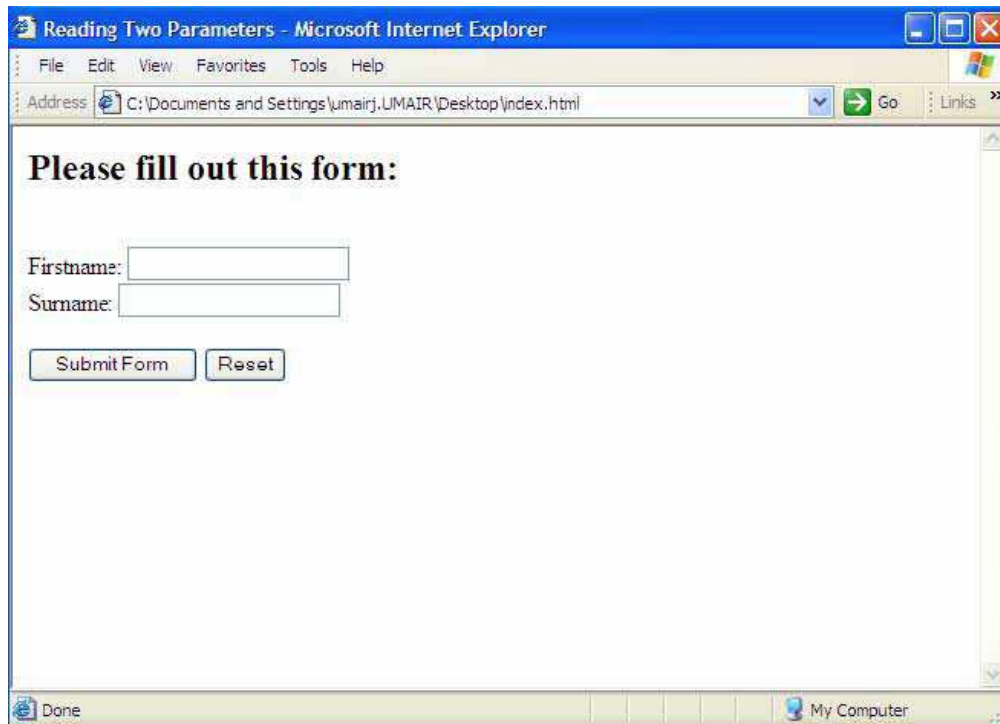 Reading Two Parameters - Microsoft Internet Explorer
File Edit View Favorites Tools Help
Address C:\Documents and Settings\umairj.UMAIR\Desktop\index.html Go Links »
Please fill out this form:
Firstname:
Surname:
Submit Form Reset
Done My Computer